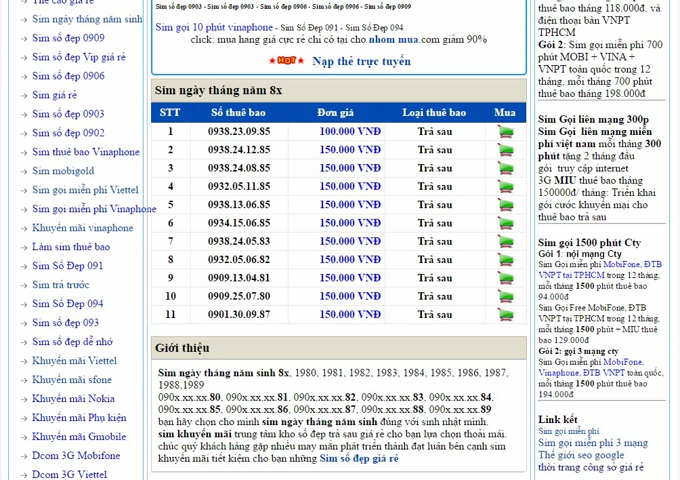 Thẻ cào giá rẻ
Sim ngày tháng năm sinh
Sim số đẹp 0909
Sim số đẹp Vip giá rẻ
Sim số đẹp 0906
Sim giá rẻ
Sim số đẹp 0903
Sim số đẹp 0902
Sim thuê bao Vinaphone
Sim mobigold
Sim gọi miễn phí Viettel
Sim gọi miễn phí Vinaphone
Khuyến mãi vinaphone
Lâm sim thuê bao
Sim Số Đẹp 091
Sim trả trước
Sim Số đẹp 094
Sim số đẹp 093
Sim số đẹp dễ nhớ
Khuyến mãi Viettel
Khuyến mãi sfone
Khuyến mãi Nokia
Khuyến mãi Phụ kiện
Khuyến mãi Gmobile
Dcom 3G Mobifone
Dcom 3G Viettel
Sim số đẹp 0903 - Sim số đẹp 0903 - Sim số đẹp 0906 - Sim số đẹp 0906 - Sim số đẹp 0909
Sim gọi 10 phút vinaphone - Sim Số Đẹp 091 - Sim Số Đẹp 094
click: mua hang giá cực rẻ chỉ có tại cho nhom mua.com giảm 90%
HOT Nạp thẻ trực tuyến
Sim ngày tháng năm 8x
STT Số thuê bao Đơn giá Loại thuê bao Mua
1 0938.23.09.85 100.000 VNĐ Trả sau
2 0938.24.12.85 150.000 VNĐ Trả sau
3 0938.24.08.85 150.000 VNĐ Trả sau
4 0932.05.11.85 150.000 VNĐ Trả sau
5 0938.13.06.85 150.000 VNĐ Trả sau
6 0934.15.06.85 150.000 VNĐ Trả sau
7 0938.24.05.83 150.000 VNĐ Trả sau
8 0932.05.06.82 150.000 VNĐ Trả sau
9 0909.13.04.81 150.000 VNĐ Trả sau
10 0909.25.07.80 150.000 VNĐ Trả sau
11 0901.30.09.87 150.000 VNĐ Trả sau
Giới thiệu
Sim ngày tháng năm sinh 8x, 1980, 1981, 1982, 1983, 1984, 1985, 1986, 1987,
1988,1989
090x.xx.xx.80, 090x.xx.xx.81, 090x.xx.xx.82, 090x.xx.xx.83, 090x.xx.xx.84,
090x.xx.xx.85, 090x.xx.xx.86, 090x.xx.xx.87, 090x.xx.xx.88, 090x.xx.xx.89
bạn hãy chọn cho mình sim ngày tháng năm sinh đúng với sinh nhật mình.
sim khuyến mãi trung tâm kho số đẹp trả sau giá rẻ cho bạn lựa chọn thoải mái.
chúc quý khách hàng gặp nhiều may mắn phát triển thành đạt luân bên cạnh sim
khuyến mãi tiết kiệm cho bạn những Sim số đẹp giá rẻ
thuê bao tháng 118.000đ. và
điện thoại bàn VNPT
TPHCM
Gói 2: Sim gọi miễn phí 700
phút MOBI + VINA +
VNPT toàn quốc trong 12
tháng, mỗi tháng 700 phút
thuê bao tháng 198.000đ
Sim Gọi liên mạng 300p
Sim Gọi liên mạng miễn
phí việt nam mỗi tháng 300
phút tặng 2 tháng đầu
gói truy cập internet
3G MIU thuê bao tháng
150000đ/ tháng: Triển khai
gói cước khuyến mại cho
thuê bao trả sau
Sim gọi 1500 phút Cty
Gói 1: nội mạng Cty
Sim Gọi miễn phí MobiFone, ĐTB
VNPT tại TPHCM trong 12 tháng,
mỗi tháng 1500 phút thuê bao
94.000đ
Sim Gọi Free MobiFone, ĐTB
VNPT tại TPHCM trong 12 tháng,
mỗi tháng 1500 phút + MIU thuê
bao 129.000đ
Gói 2: gọi 3 mạng cty
Sim Gọi miễn phí MobiFone,
Vinaphone, ĐTB VNPT toàn quốc,
mỗi tháng 1500 phút thuê bao
194.000đ
Link kết
Sim gọi miễn phí
Sim gọi miễn phí 3 mạng
Thế giới seo google
thời trang công sở giá rẻ